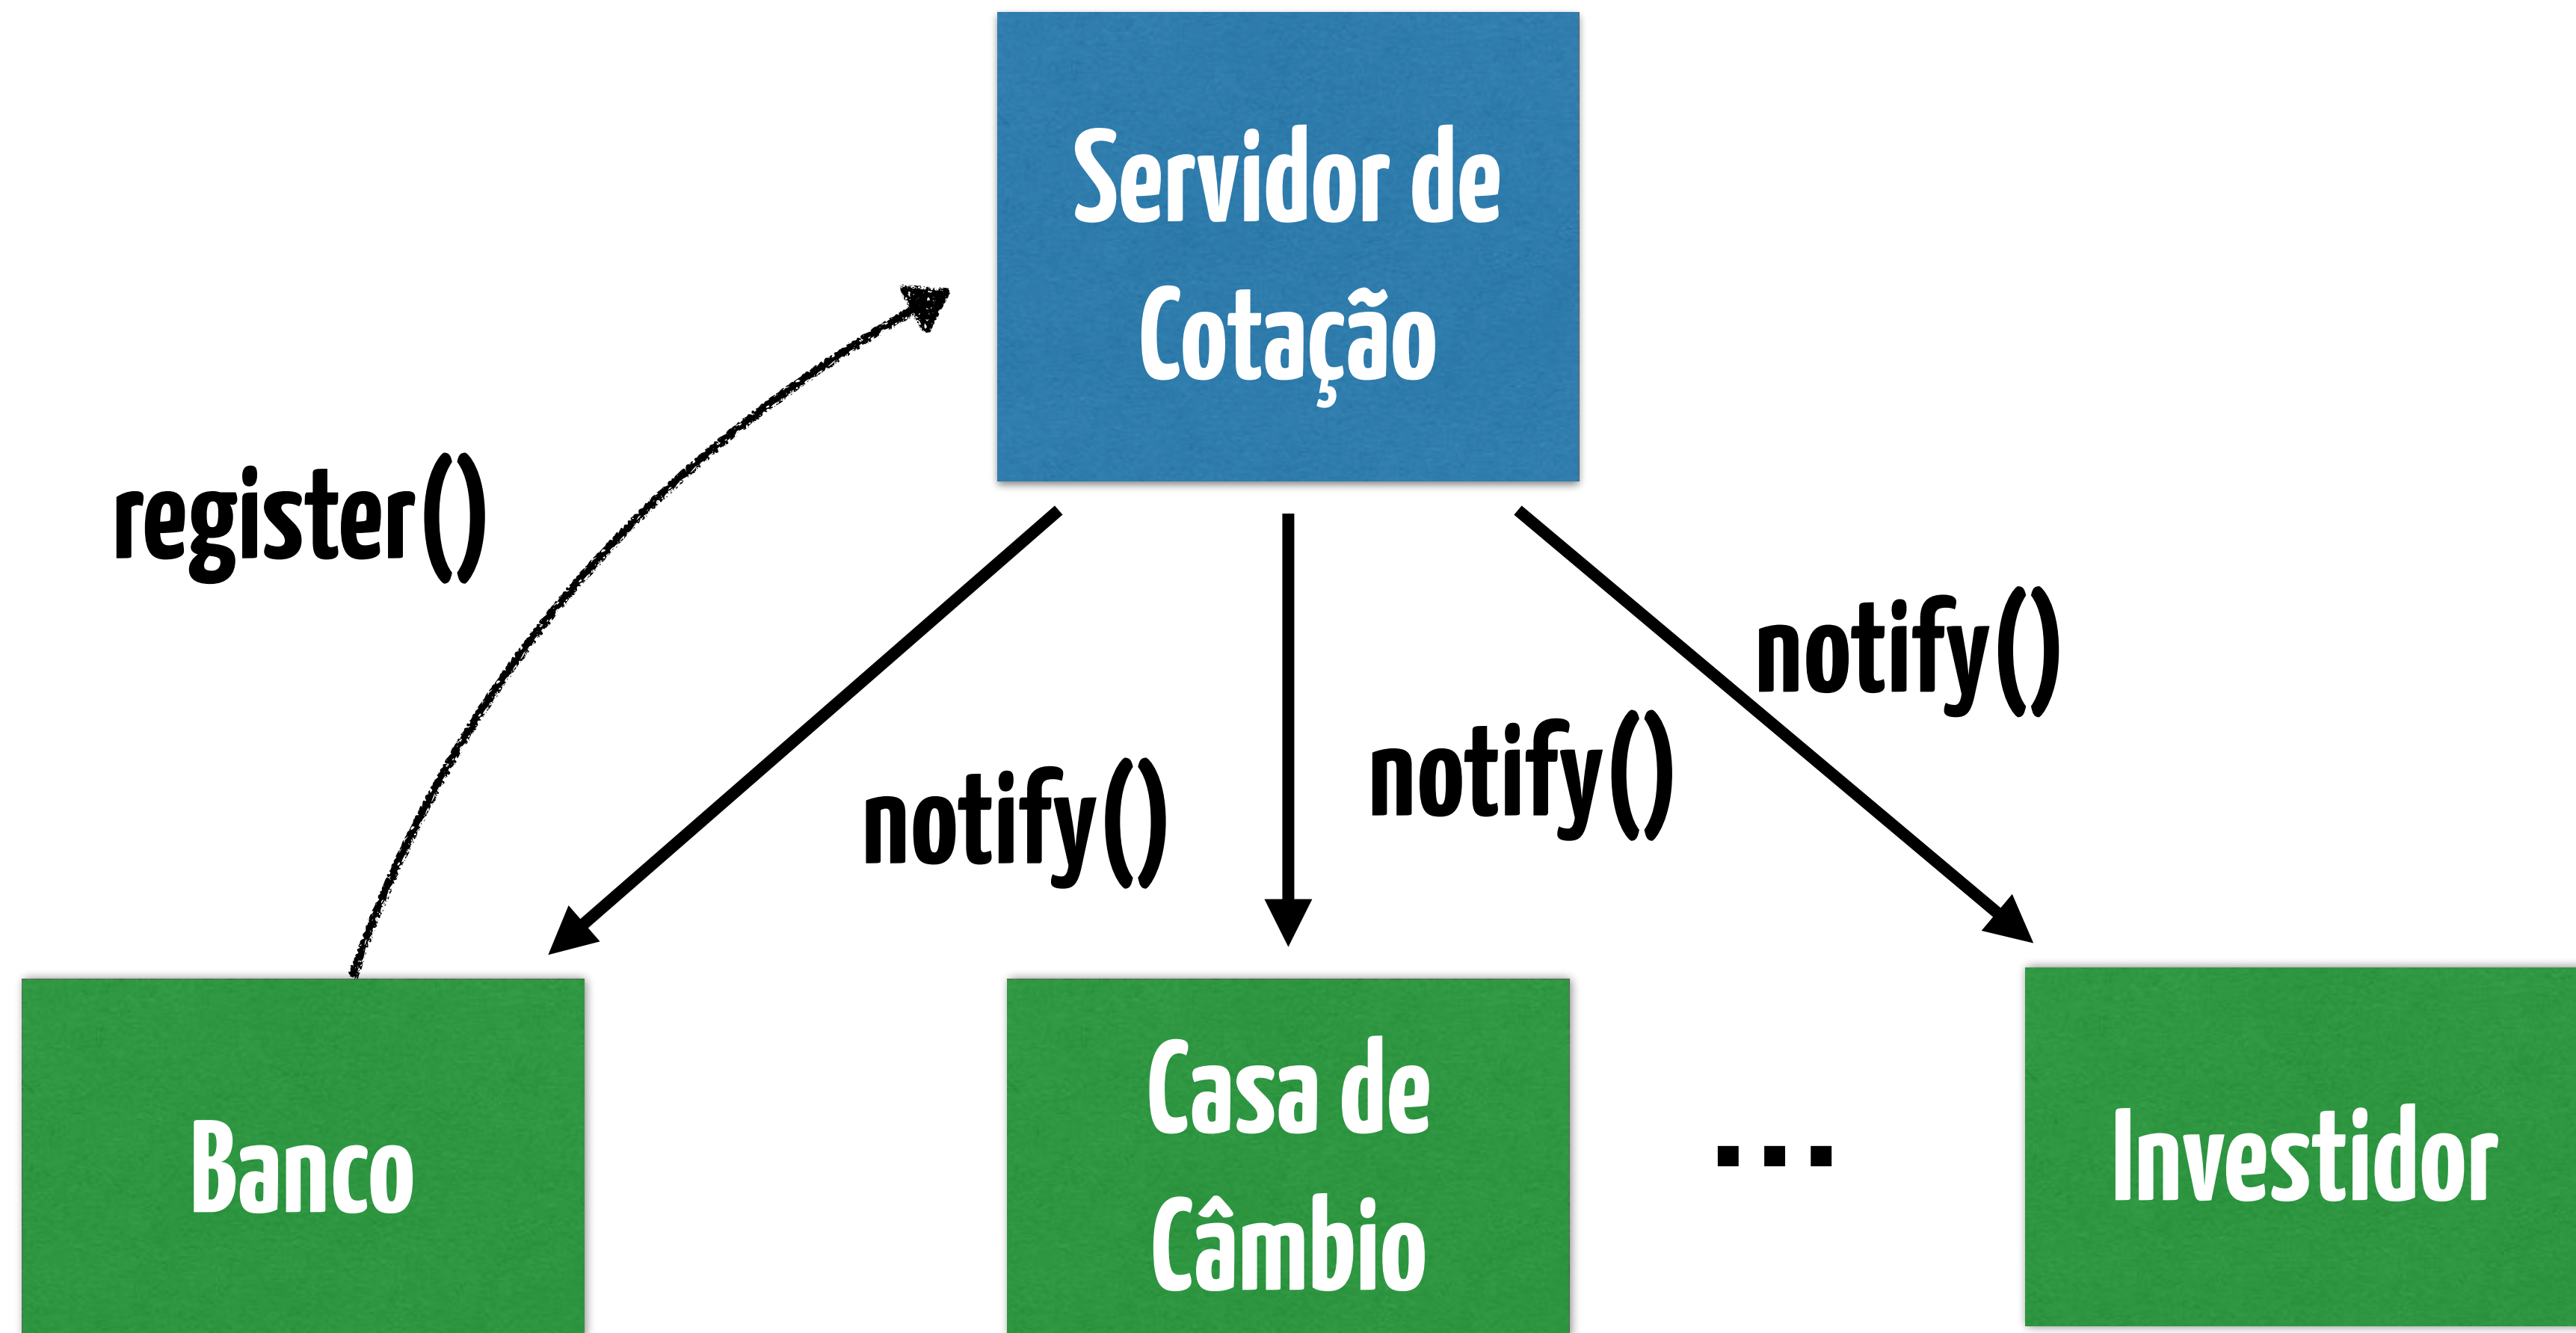 Servidor de
Cotação
register()
notify()
notify()
notify()
Banco
Casa de
Câmbio
...
Investidor